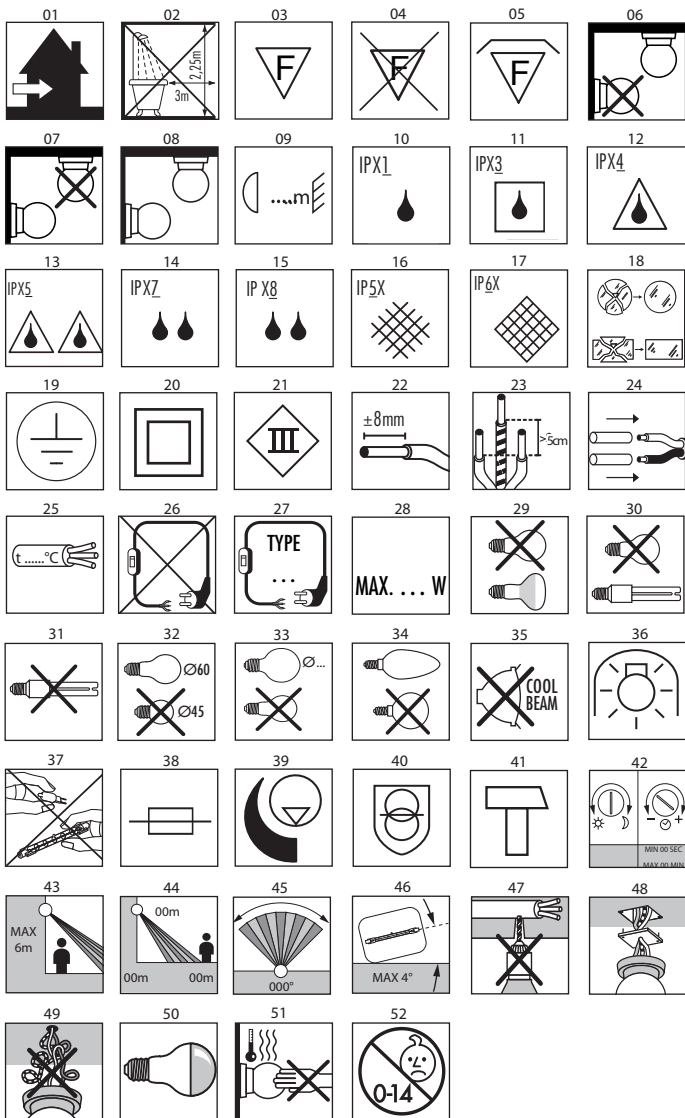 01 02 03 04 05 06
2,25m
3m
F
F
F
07 08 09 10 11 12
.....m
IPX1
IPX3
IPX4
13 14 15 16 17 18
IPX5
IPX7
IP X8
IP5X
IP6X
19 20 21 22 23 24
III
±8mm
>5cm
25 26 27 28 29 30
t ......°C
TYPE
...
MAX. ... W
31 32 33 34 35 36
Ø60
Ø45
Ø...
COOL
BEAM
37 38 39 40 41 42
- +
MIN 00 SEC
MAX 00 MIN
43 44 45 46 47 48
MAX
6m
00m
00m 00m
000°
MAX 4°
49 50 51 52
0-14